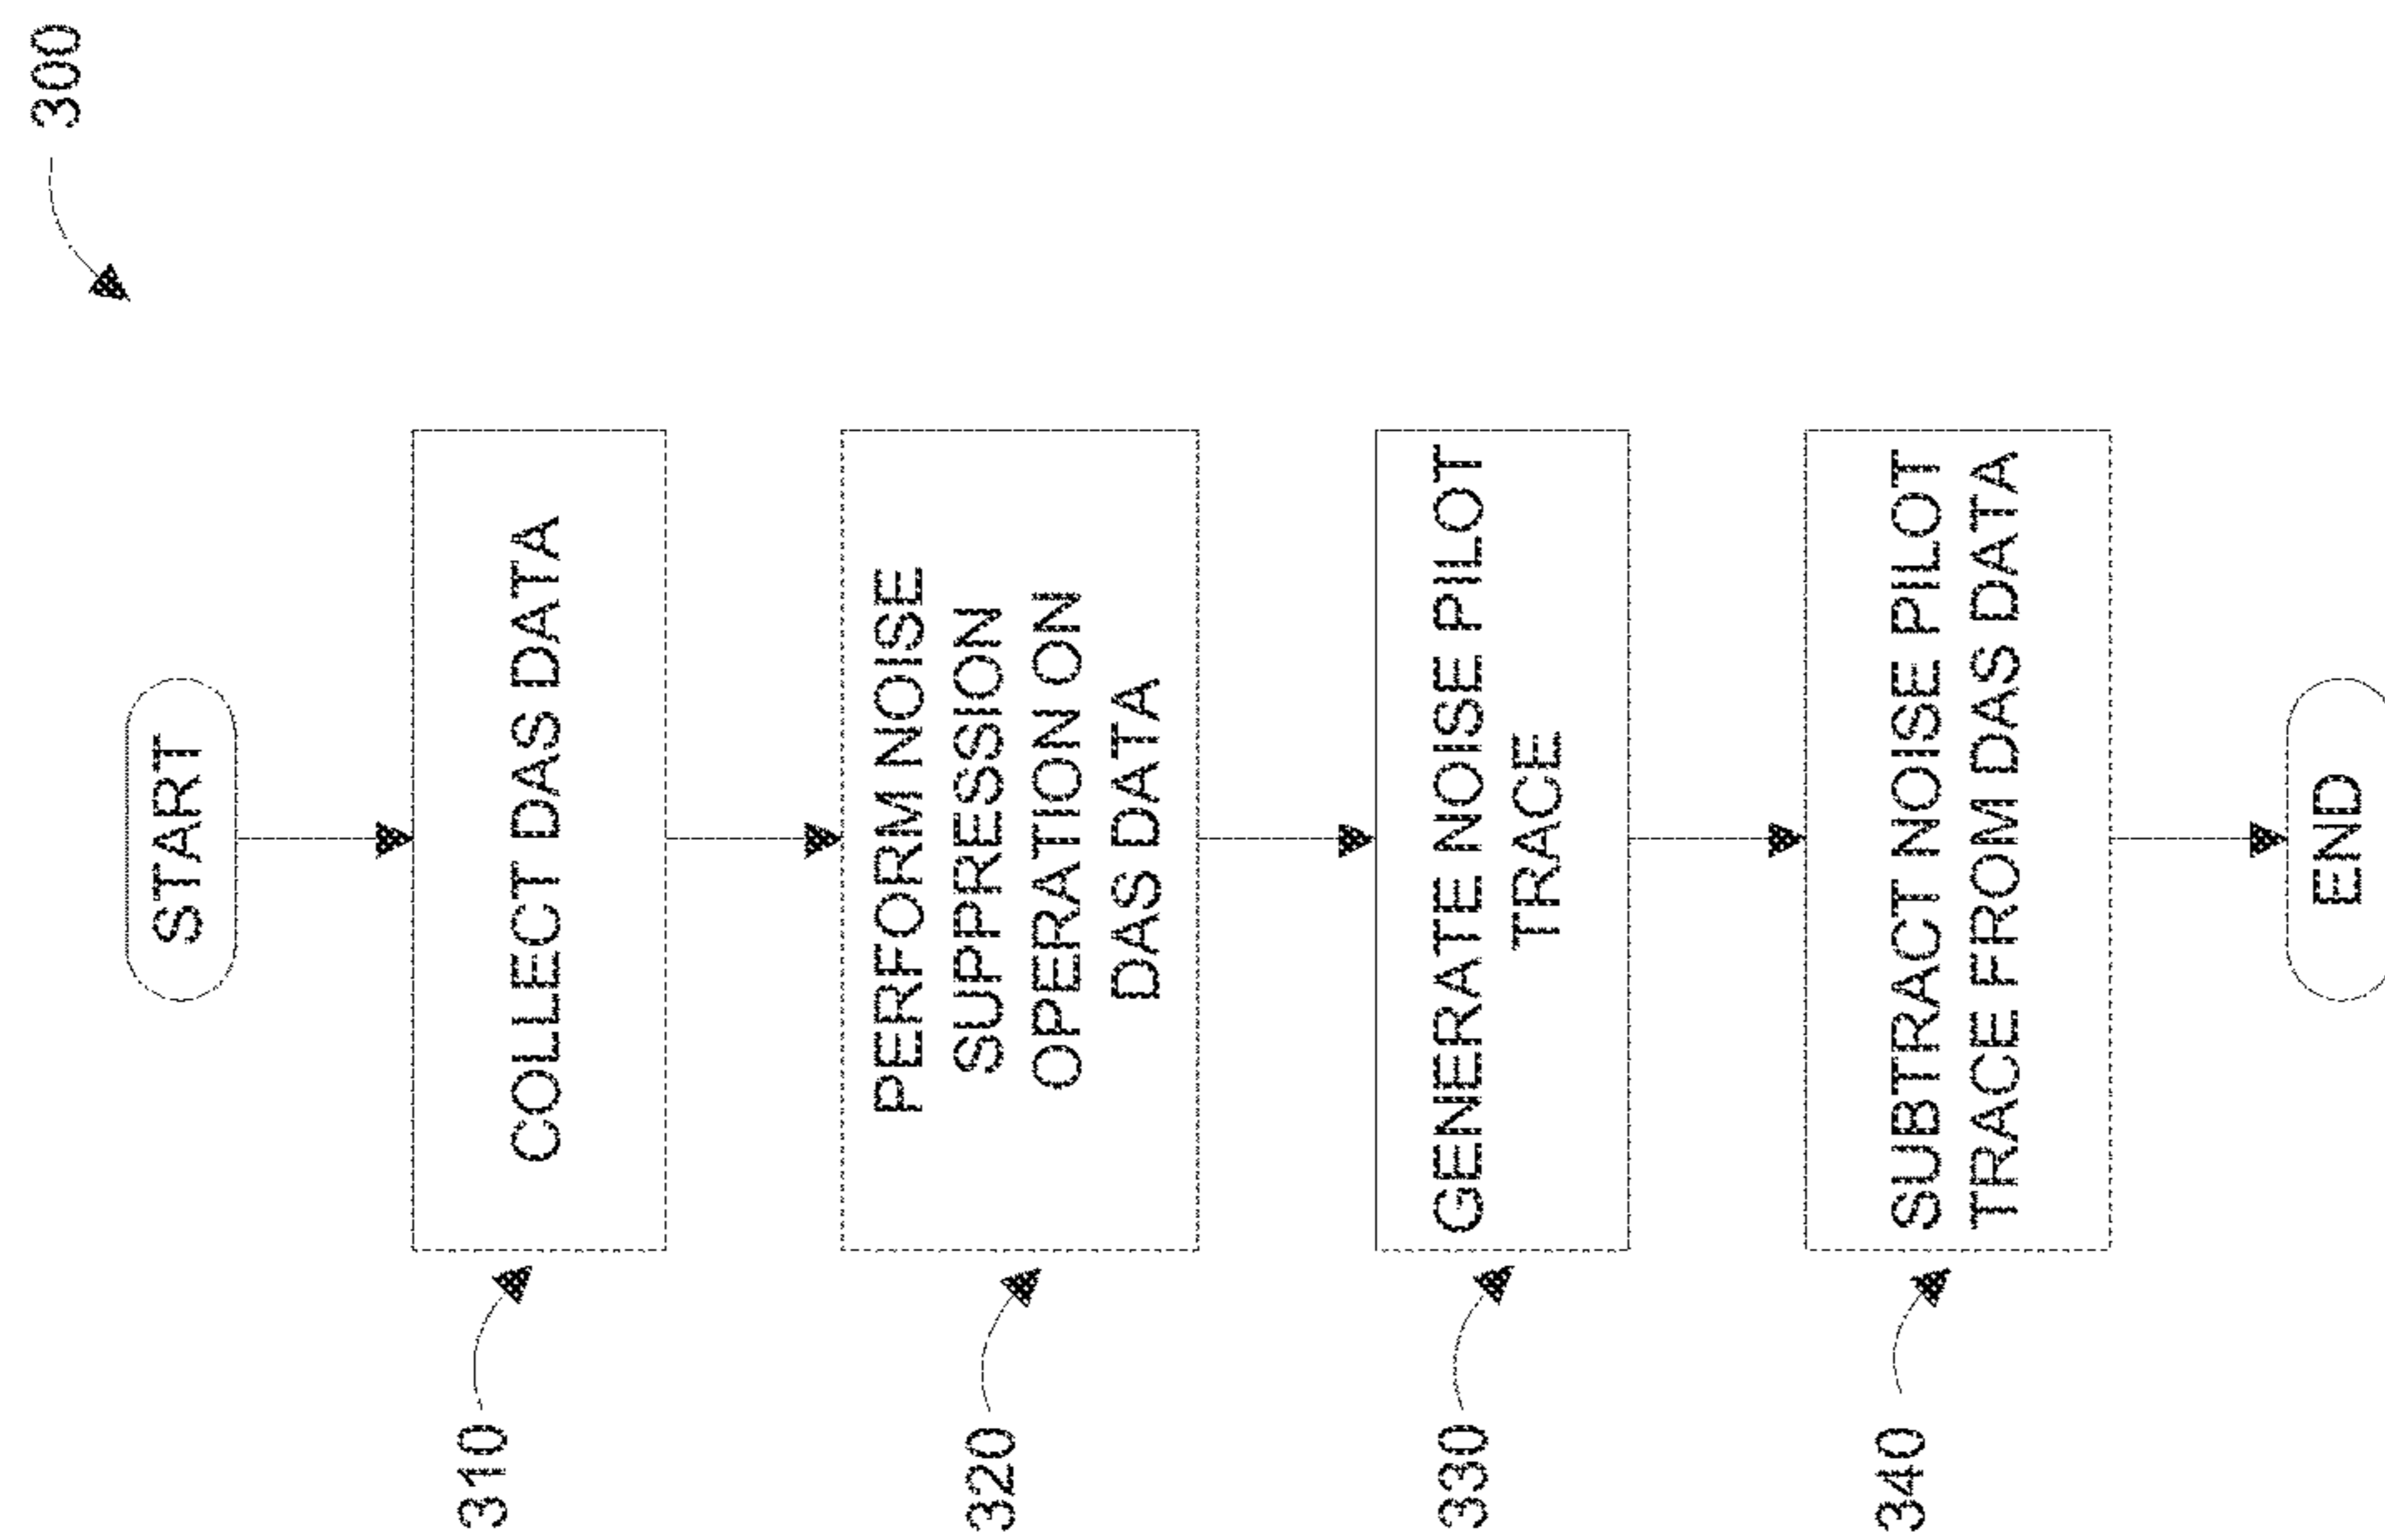 300
START
310
COLLECT DAS DATA
320
PERFORM NOISE
SUPPRESSION
OPERATION ON
DAS DATA
330
GENERATE NOISE PILOT
TRACE
340
SUBTRACT NOISE PILOT
TRACE FROM DAS DATA
END